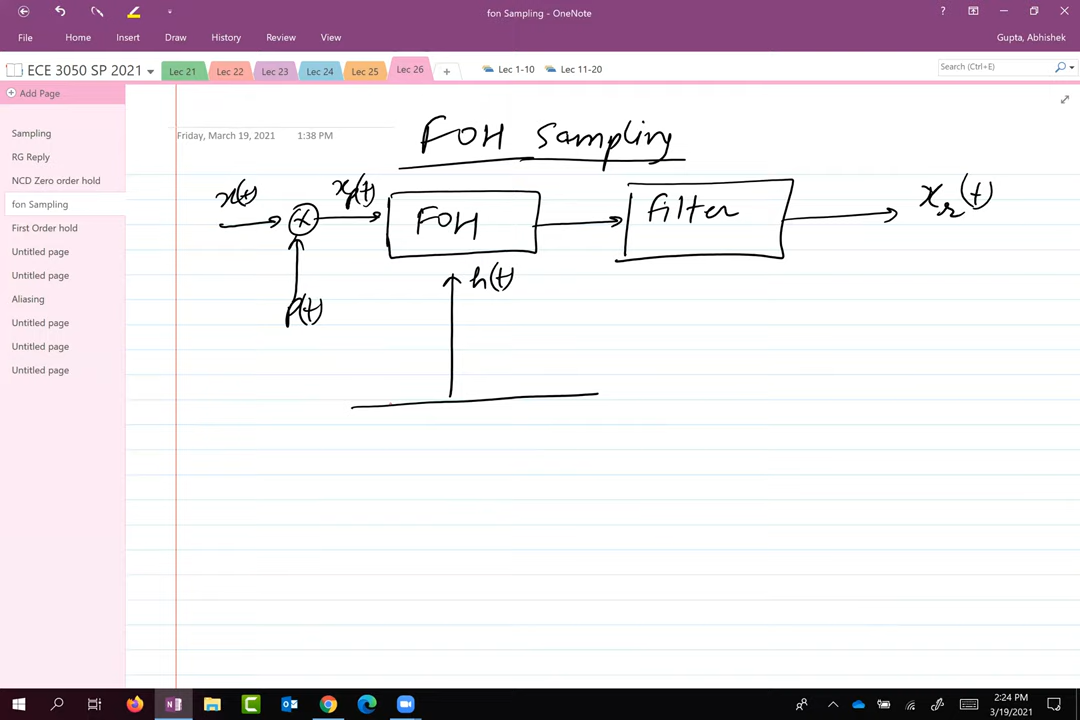 fon Sampling - OneNote
?
Gupta, Abhishek
File Home Insert Draw History Review View
ECE 3050 SP 2021 Lec 21 Lec 22 Lec 23 Lec 24 Lec 25 Lec 26 + Lec 1-10 Lec 11-20
Search (Ctrl+E)
Add Page
Sampling
RG Reply
NCD Zero order hold
fon Sampling
First Order hold
Untitled page
Untitled page
Aliasing
Untitled page
Untitled page
Untitled page
Friday, March 19, 2021 1:38 PM
FOH Sampling
x(t)
xp(t)
FOH
Filter
xr(t)
p(t)
h(t)
2:24 PM
3/19/2021